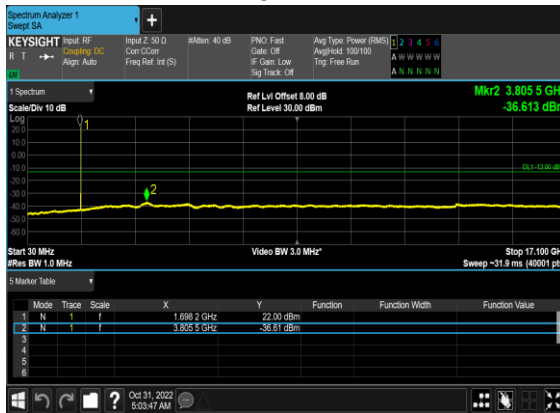 Spectrum Analyzer 1
Swept SA
KEYSIGHT
R T
Input: RF
Coupling: DC
Align: Auto
Input Z: 50 Ω
Corr CCorr
Freq Ref: Int (S)
#Atten: 40 dB
PNO: Fast
Gate: Off
IF Gain: Low
Sig Track: Off
Avg Type: Power (RMS)
Avg|Hold: 100/100
Trig: Free Run
1 2 3 4 5 6
A W W W W W
A N N N N N
1 Spectrum
Scale/Div 10 dB
Ref Lvl Offset 8.00 dB
Ref Level 30.00 dBm
Mkr2 3.805 5 GH
-36.613 dBr
Log
20.0
10.0
0.00
-10.0
-20.0
-30.0
-40.0
-50.0
-60.0
1
2
DL1 -13.00 dB
Start 30 MHz
#Res BW 1.0 MHz
Video BW 3.0 MHz*
Stop 17.100 GH
Sweep ~31.9 ms (40001 pts
5 Marker Table
Mode Trace Scale X Y Function Function Width Function Value
1 N 1 f 1.698 2 GHz 22.00 dBm
2 N 1 f 3.805 5 GHz -36.61 dBm
3
4
5
6
?
Oct 31, 2022
5:03:47 AM